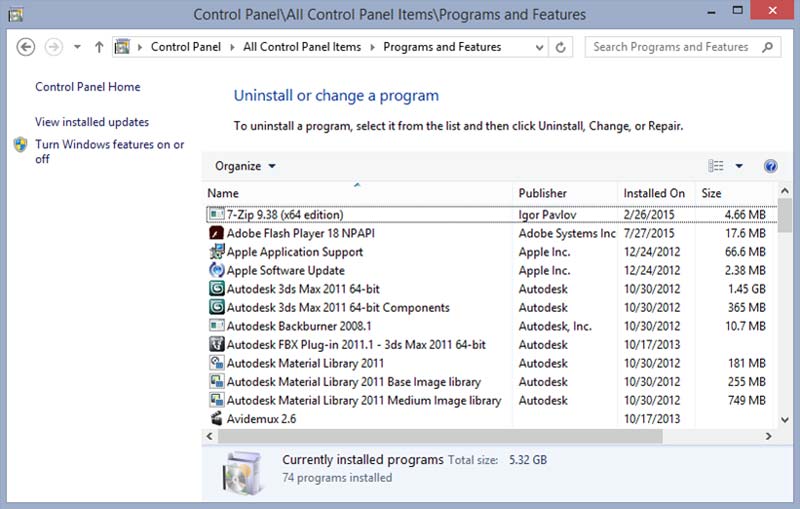 Control Panel\All Control Panel Items\Programs and Features
Control Panel All Control Panel Items Programs and Features Search Programs and Features
Control Panel Home
View installed updates
Turn Windows features on or
off
Uninstall or change a program
To uninstall a program, select it from the list and then click Uninstall, Change, or Repair.
Organize
Name Publisher Installed On Size
7-Zip 9.38 (x64 edition) Igor Pavlov 2/26/2015 4.66 MB
Adobe Flash Player 18 NPAPI Adobe Systems Inc 7/27/2015 17.6 MB
Apple Application Support Apple Inc. 12/24/2012 66.6 MB
Apple Software Update Apple Inc. 12/24/2012 2.38 MB
Autodesk 3ds Max 2011 64-bit Autodesk 10/30/2012 1.45 GB
Autodesk 3ds Max 2011 64-bit Components Autodesk 10/30/2012 365 MB
Autodesk Backburner 2008.1 Autodesk, Inc. 10/30/2012 10.7 MB
Autodesk FBX Plug-in 2011.1 - 3ds Max 2011 64-bit Autodesk 10/17/2013
Autodesk Material Library 2011 Autodesk 10/30/2012 181 MB
Autodesk Material Library 2011 Base Image library Autodesk 10/30/2012 255 MB
Autodesk Material Library 2011 Medium Image library Autodesk 10/30/2012 749 MB
Avidemux 2.6 10/17/2013
Currently installed programs Total size: 5.32 GB
74 programs installed